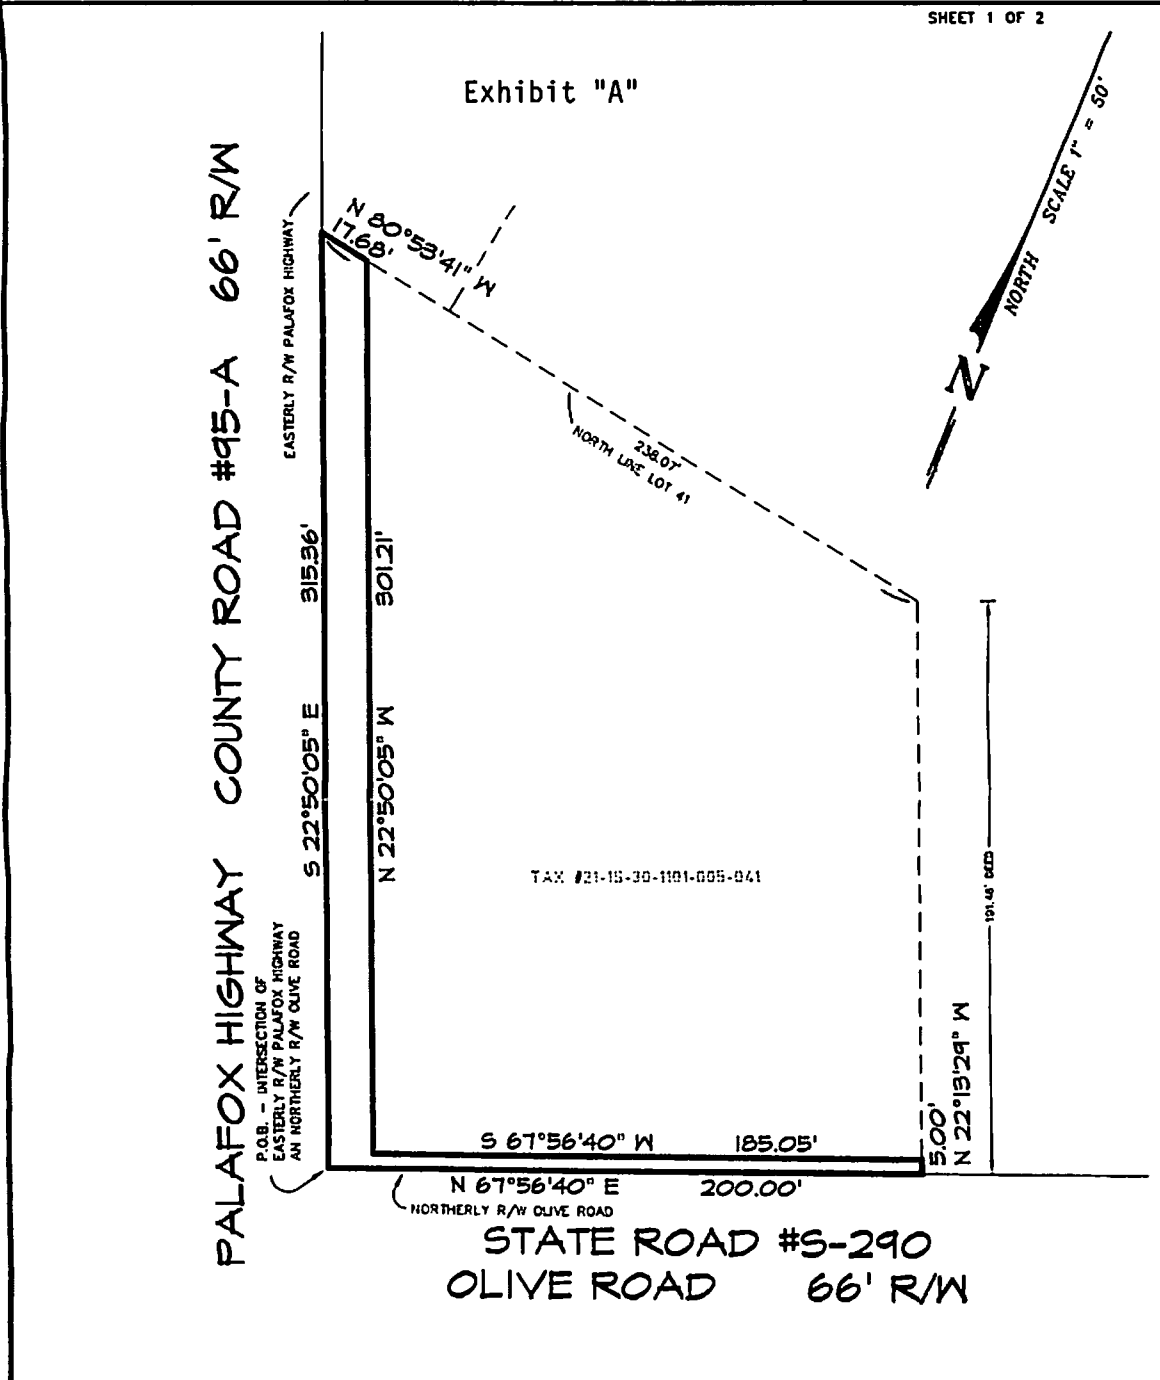 SHEET 1 OF 2
Exhibit "A"
SCALE 1" = 50'
NORTH
N
PALAFOX HIGHWAY COUNTY ROAD #95-A 66' R/W
EASTERLY R/W PALAFOX HIGHWAY
N 80°53'41" W
17.68'
238.07'
NORTH LINE LOT 41
315.36'
301.21'
S 22°50'05" E
N 22°50'05" W
TAX #21-1S-30-1101-005-041
191.48' DEED
P.O.B. – INTERSECTION OF
EASTERLY R/W PALAFOX HIGHWAY
AN NORTHERLY R/W OLIVE ROAD
5.00'
N 22°13'29" W
S 67°56'40" W 185.05'
N 67°56'40" E 200.00'
NORTHERLY R/W OLIVE ROAD
STATE ROAD #S-290
OLIVE ROAD 66' R/W